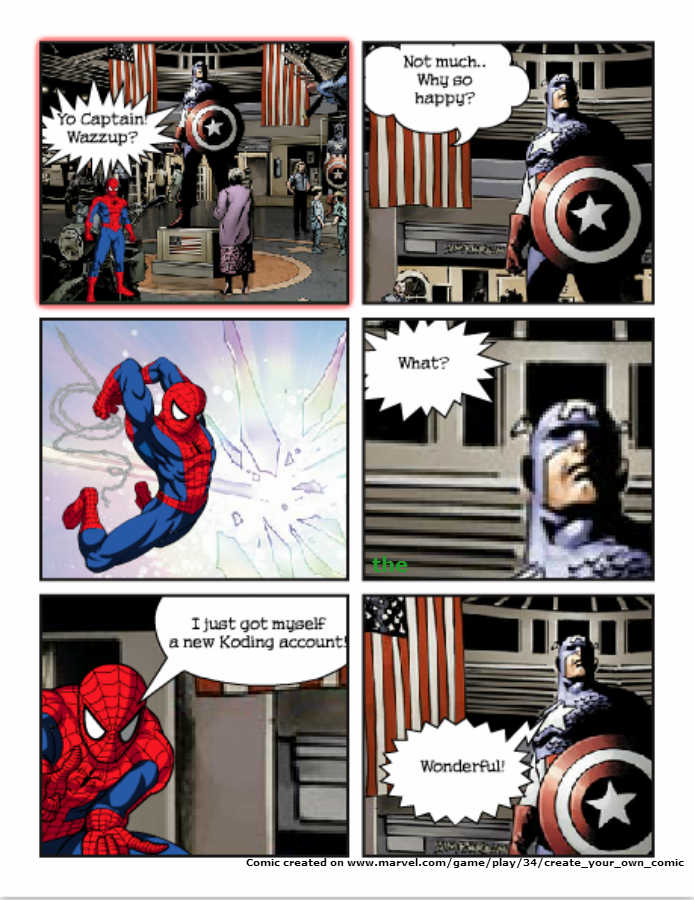 Yo Captain!
Wazzup?
Not much..
Why so
happy?
What?
the
I just got myself
a new Koding account!
Wonderful!
Comic created on www.marvel.com/game/play/34/create_your_own_comic